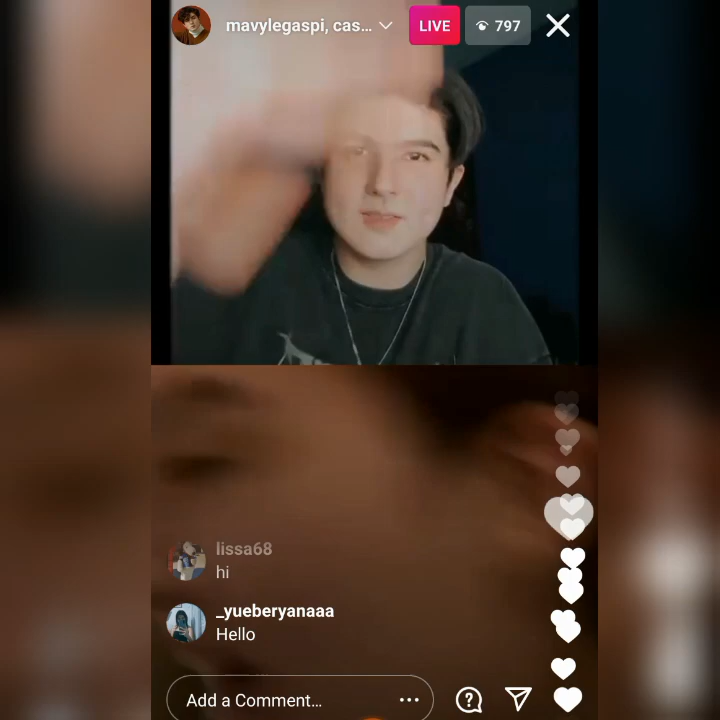 mavylegaspi, cas...
LIVE
797
lissa68
hi
_yueberyanaaa
Hello
Add a Comment...